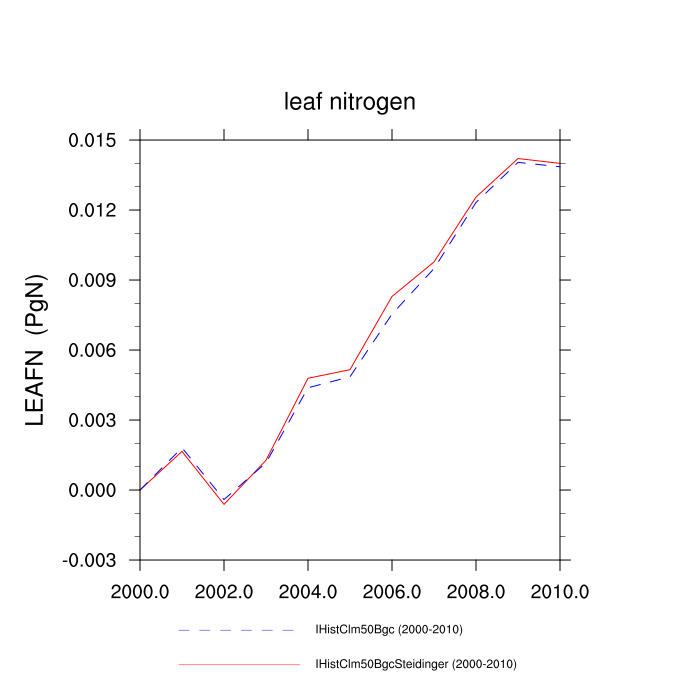 leaf nitrogen
LEAFN (PgN)
0.015
0.012
0.009
0.006
0.003
0.000
-0.003
2000.0 2002.0 2004.0 2006.0 2008.0 2010.0
IHistClm50Bgc (2000-2010)
IHistClm50BgcSteidinger (2000-2010)